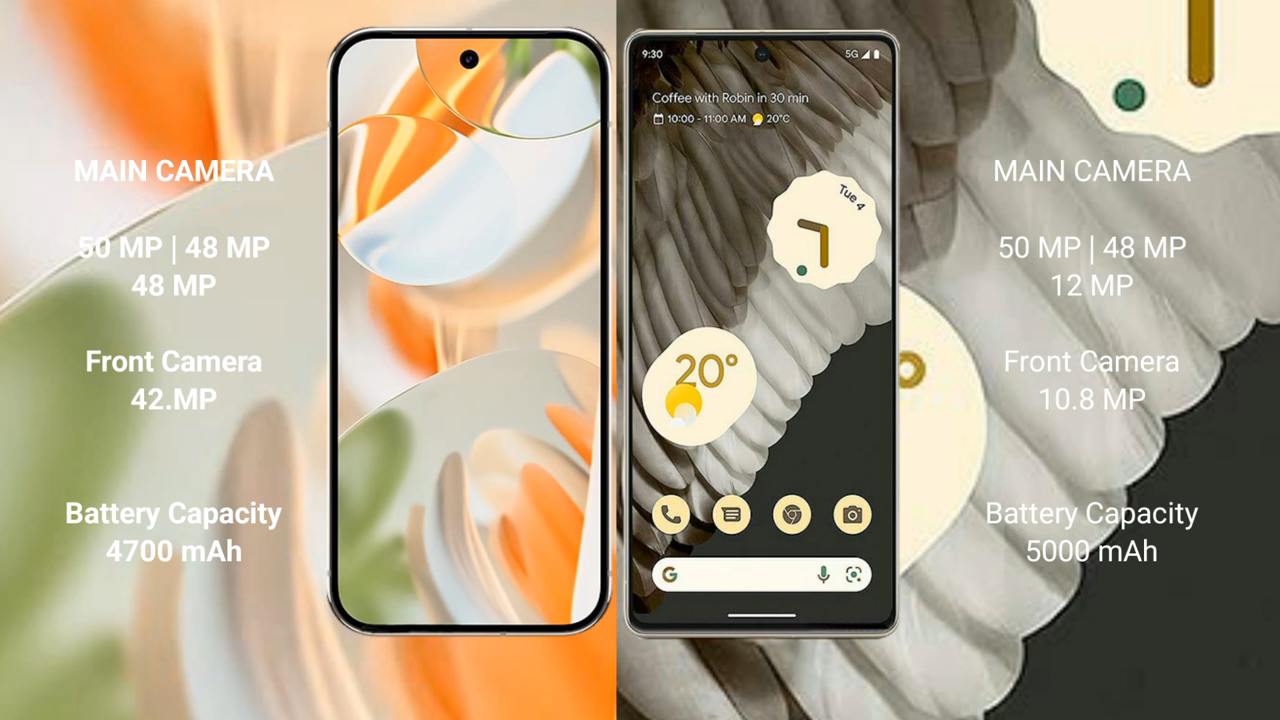 MAIN CAMERA
50 MP | 48 MP
48 MP
Front Camera
42.MP
Battery Capacity
4700 mAh
9:30
5G
Coffee with Robin in 30 min
10:00 - 11:00 AM 20°C
Tue 4
20°
G
MAIN CAMERA
50 MP | 48 MP
12 MP
Front Camera
10.8 MP
Battery Capacity
5000 mAh